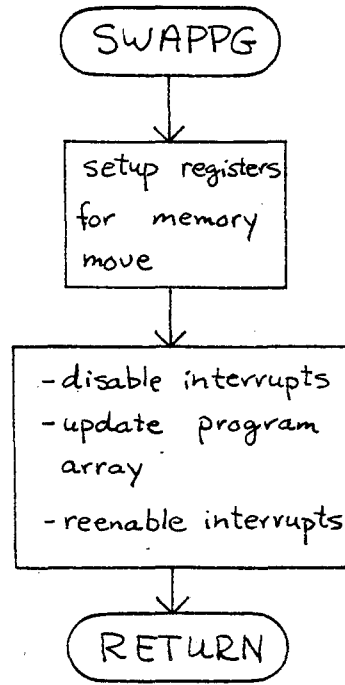 SWAPPG
setup registers
for memory
move
-disable interrupts
-update program
array
-reenable interrupts
RETURN